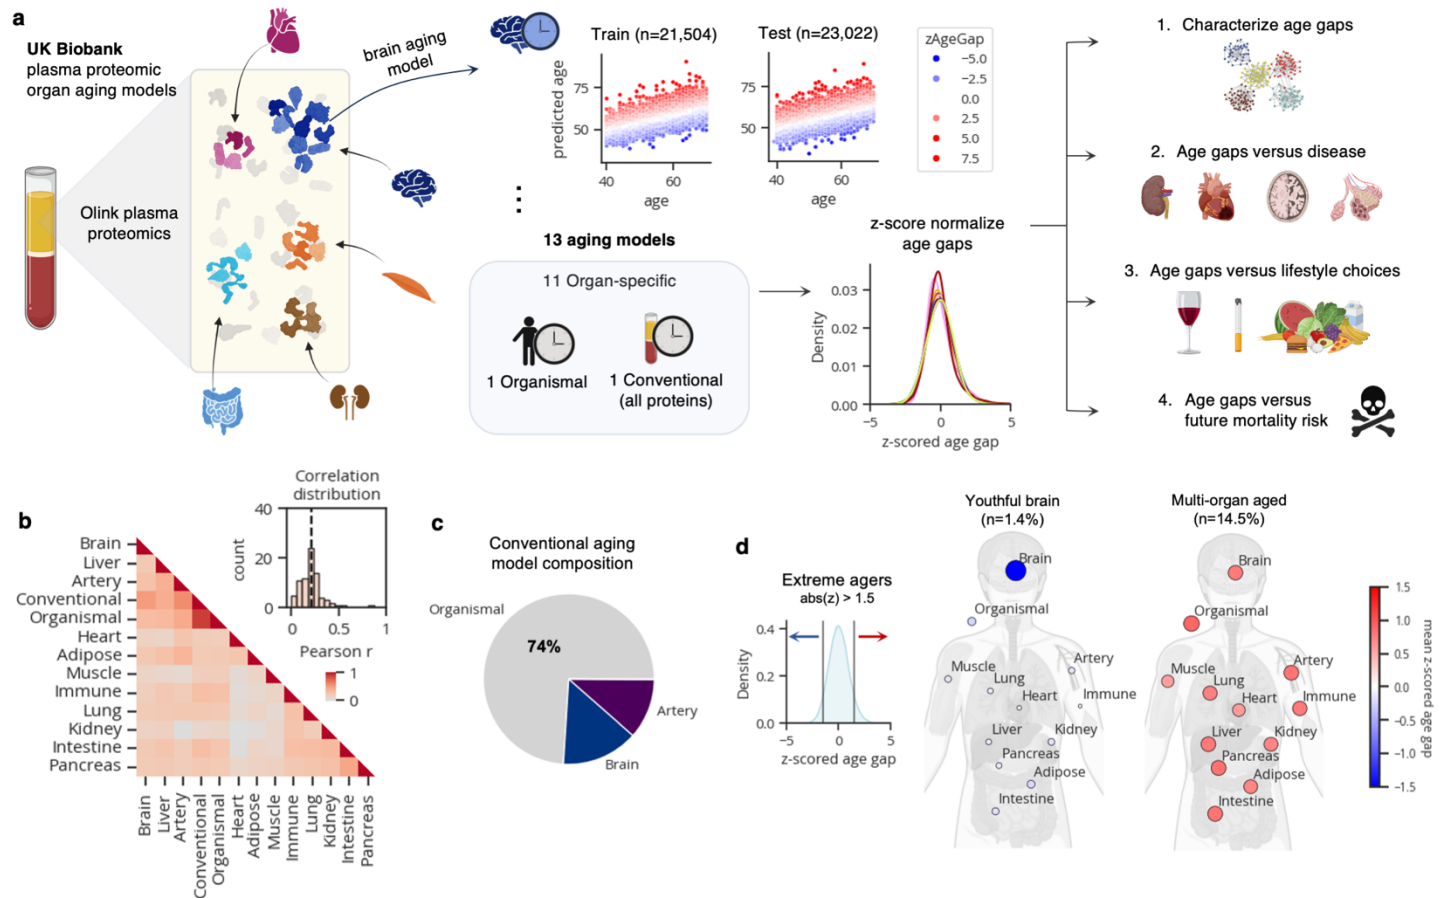 a
UK Biobank
plasma proteomic
organ aging models
Olink plasma
proteomics
brain aging
model
Train (n=21,504)
predicted age
75
50
40
60
age
Test (n=23,022)
75
50
40
60
age
zAgeGap
−5.0
−2.5
0.0
2.5
5.0
7.5
13 aging models
11 Organ-specific
1 Organismal
1 Conventional
(all proteins)
z-score normalize
age gaps
Density
0.03
0.02
0.01
0.00
−5
0
5
z-scored age gap
1. Characterize age gaps
2. Age gaps versus disease
3. Age gaps versus lifestyle choices
4. Age gaps versus
future mortality risk
b
Brain
Liver
Artery
Conventional
Organismal
Heart
Adipose
Muscle
Immune
Lung
Kidney
Intestine
Pancreas
Brain
Liver
Artery
Conventional
Organismal
Heart
Adipose
Muscle
Immune
Lung
Kidney
Intestine
Pancreas
Correlation
distribution
count
40
20
0
0
0.5
1
Pearson r
1
0
c
Conventional aging
model composition
Organismal
74%
Artery
Brain
d
Extreme agers
abs(z) > 1.5
Density
0.4
0.2
0.0
−5
0
5
z-scored age gap
Youthful brain
(n=1.4%)
Brain
Organismal
Muscle
Lung
Artery
Heart
Immune
Liver
Kidney
Pancreas
Adipose
Intestine
Multi-organ aged
(n=14.5%)
Brain
Organismal
Muscle
Lung
Artery
Heart
Immune
Liver
Kidney
Pancreas
Adipose
Intestine
1.5
1.0
0.5
0.0
−0.5
−1.0
−1.5
mean z-scored age gap